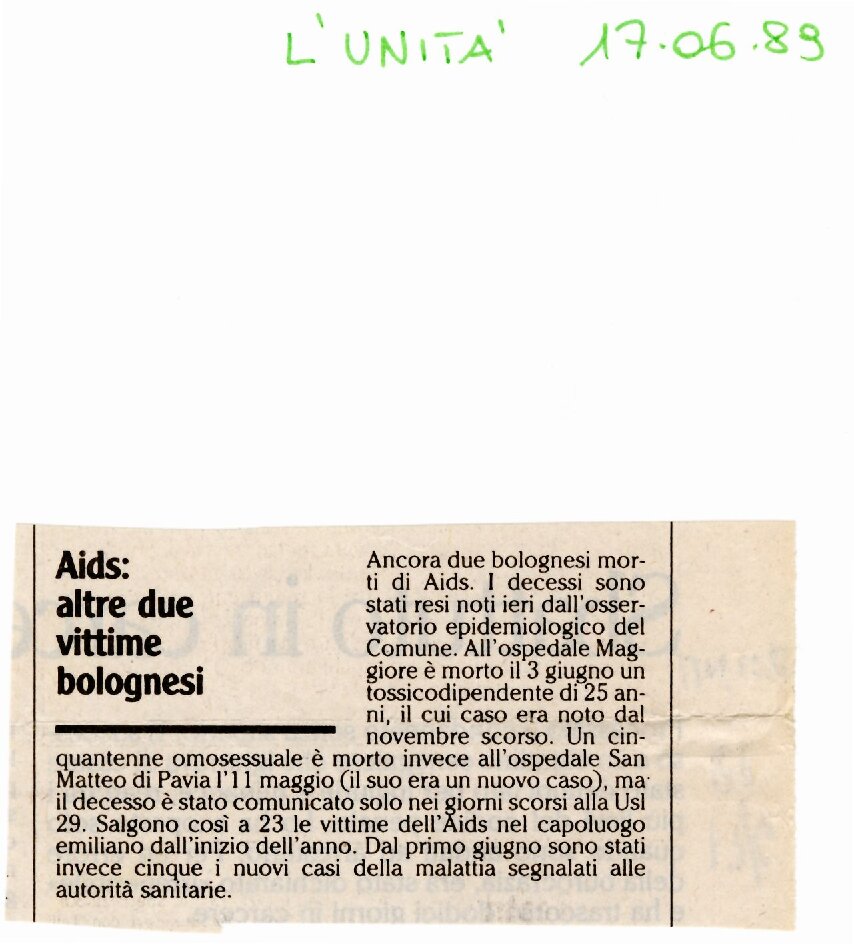 L'UNITA' 17.06.89
Aids:
altre due
vittime
bolognesi
Ancora due bolognesi mor-
ti di Aids. I decessi sono
stati resi noti ieri dall'osser-
vatorio epidemiologico del
Comune. All'ospedale Mag-
giore è morto il 3 giugno un
tossicodipendente di 25 an-
ni, il cui caso era noto dal
novembre scorso. Un cin-
quantenne omosessuale è morto invece all'ospedale San
Matteo di Pavia l'11 maggio (il suo era un nuovo caso), ma
il decesso è stato comunicato solo nei giorni scorsi alla Usl
29. Salgono così a 23 le vittime dell'Aids nel capoluogo
emiliano dall'inizio dell'anno. Dal primo giugno sono stati
invece cinque i nuovi casi della malattia segnalati alle
autorità sanitarie.